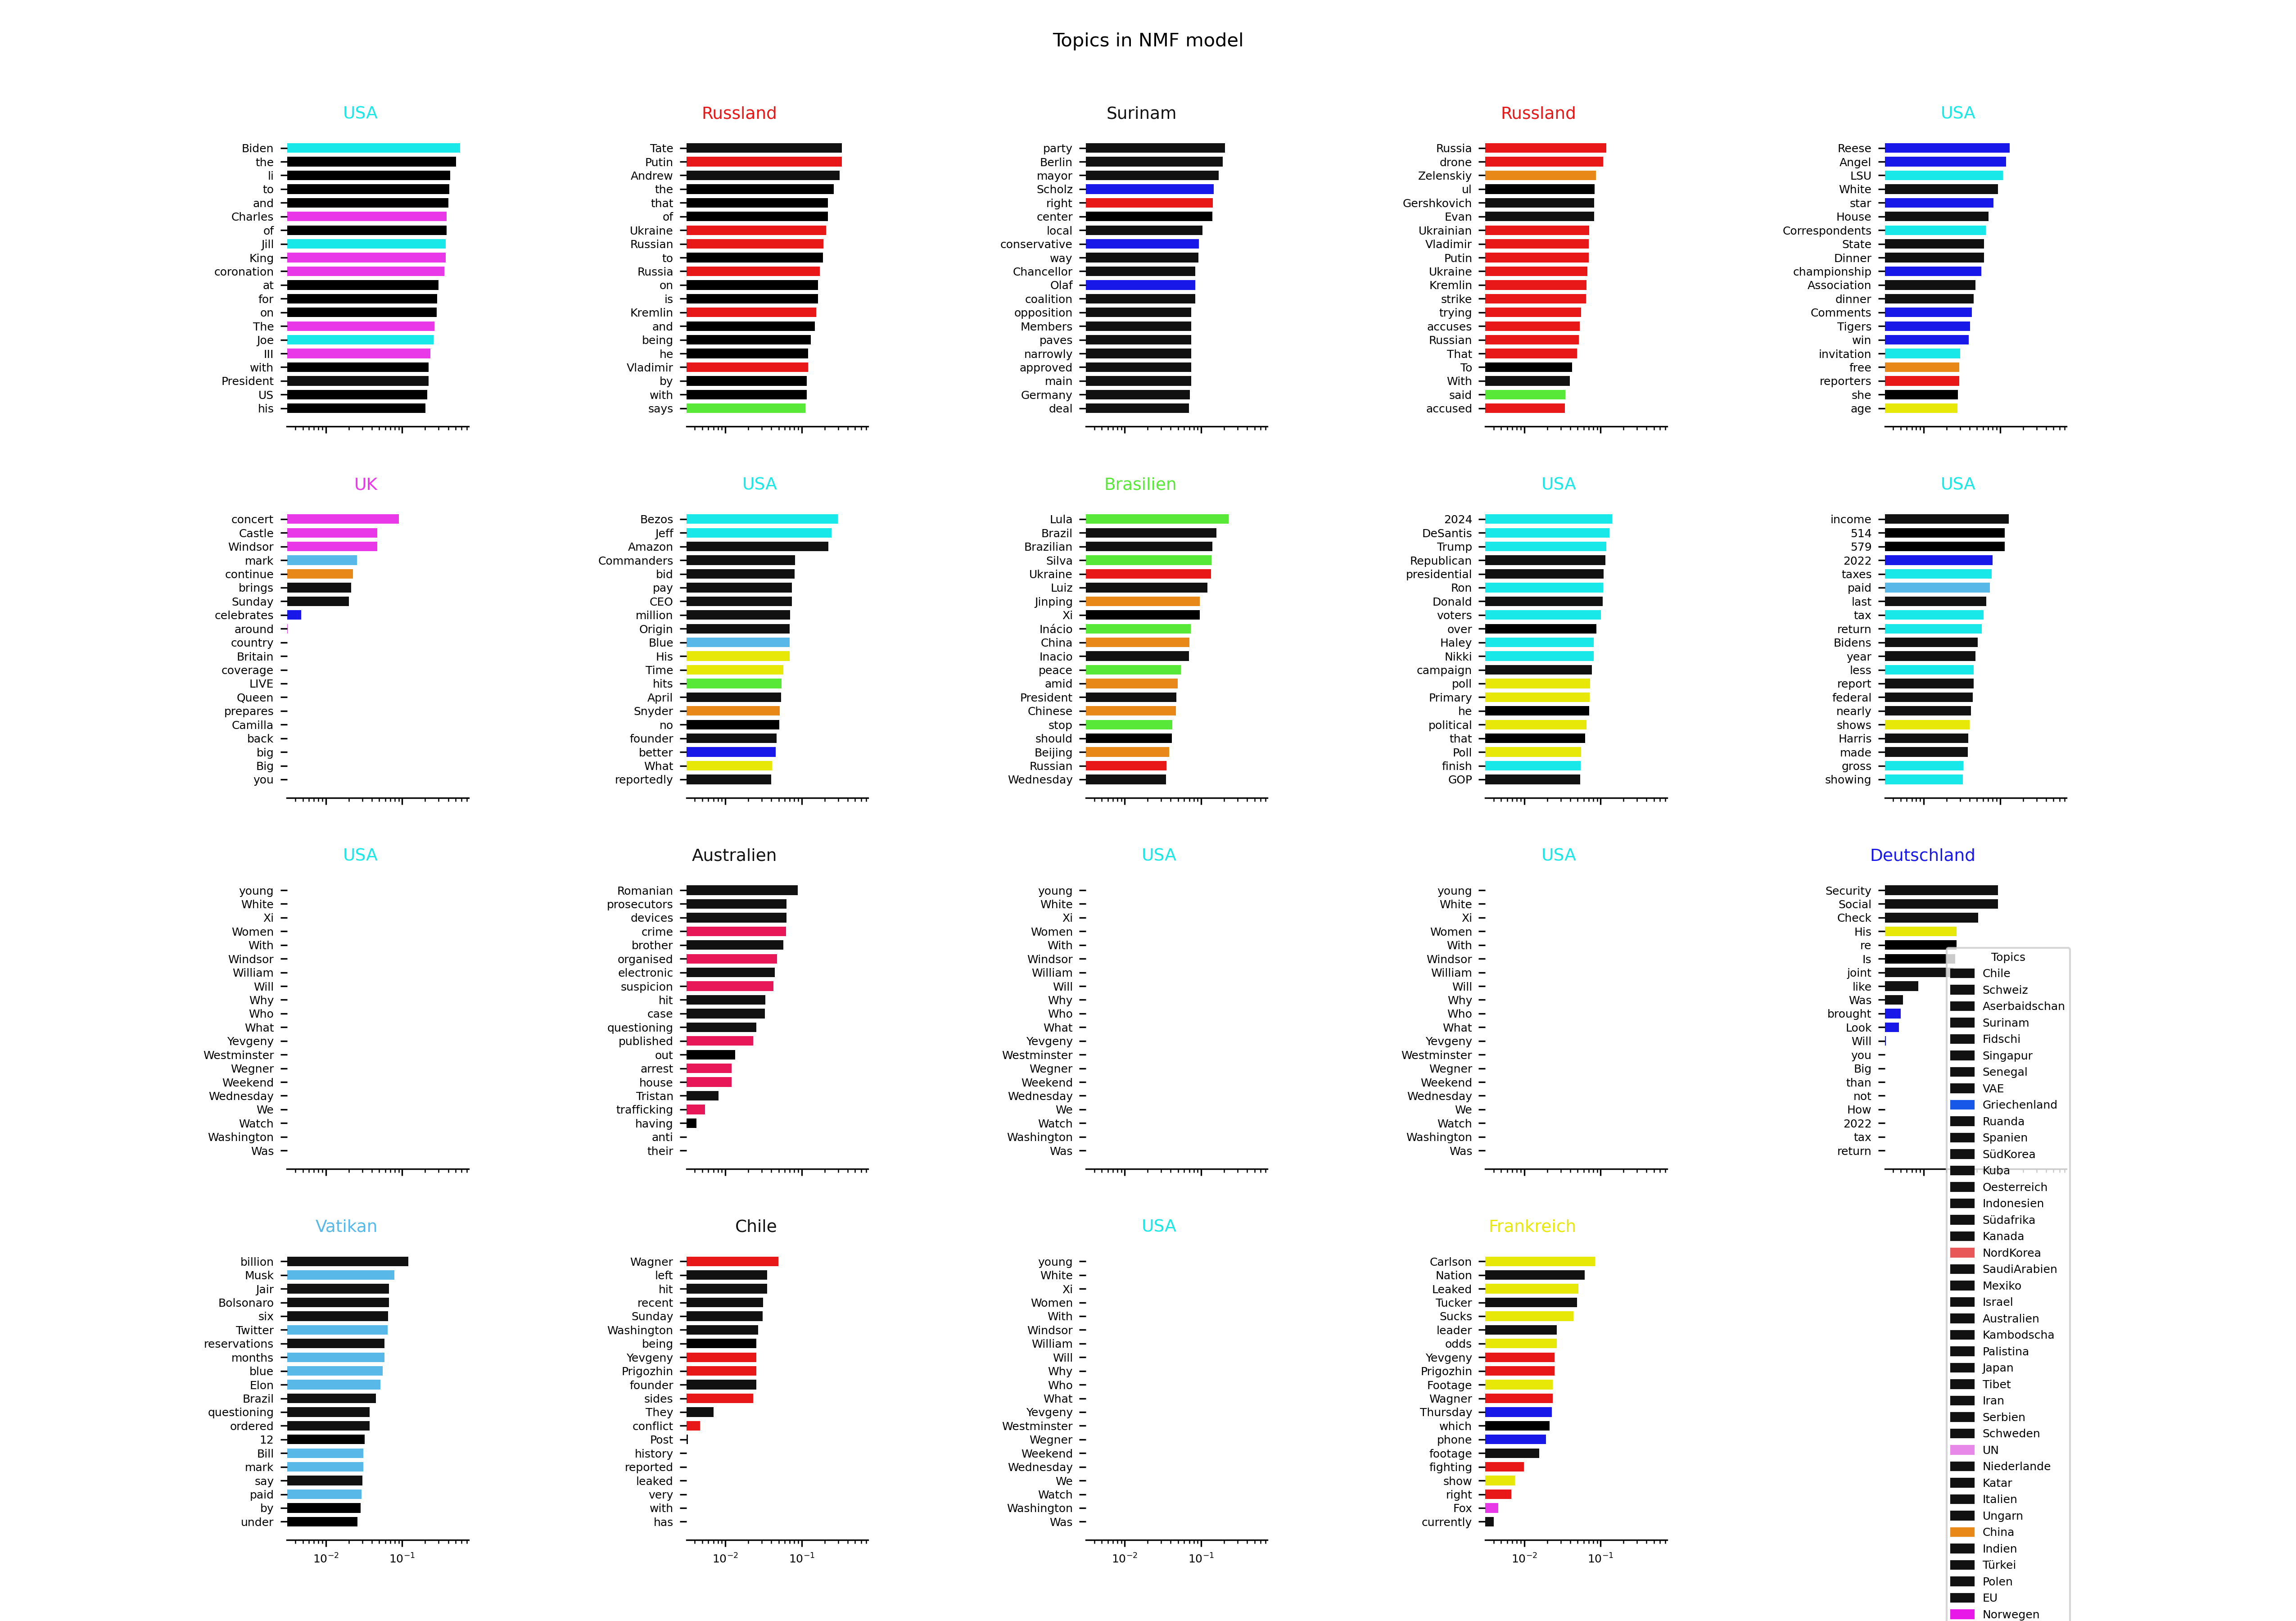 Topics in NMF model
USA
Biden
the
li
to
and
Charles
of
Jill
King
coronation
at
for
on
The
Joe
III
with
President
US
his
Russland
Tate
Putin
Andrew
the
that
of
Ukraine
Russian
to
Russia
on
is
Kremlin
and
being
he
Vladimir
by
with
says
Surinam
party
Berlin
mayor
Scholz
right
center
local
conservative
way
Chancellor
Olaf
coalition
opposition
Members
paves
narrowly
approved
main
Germany
deal
Russland
Russia
drone
Zelenskiy
ul
Gershkovich
Evan
Ukrainian
Vladimir
Putin
Ukraine
Kremlin
strike
trying
accuses
Russian
That
To
With
said
accused
USA
Reese
Angel
LSU
White
star
House
Correspondents
State
Dinner
championship
Association
dinner
Comments
Tigers
win
invitation
free
reporters
she
age
UK
concert
Castle
Windsor
mark
continue
brings
Sunday
celebrates
around
country
Britain
coverage
LIVE
Queen
prepares
Camilla
back
big
Big
you
USA
Bezos
Jeff
Amazon
Commanders
bid
pay
CEO
million
Origin
Blue
His
Time
hits
April
Snyder
no
founder
better
What
reportedly
Brasilien
Lula
Brazil
Brazilian
Silva
Ukraine
Luiz
Jinping
Xi
Inácio
China
Inacio
peace
amid
President
Chinese
stop
should
Beijing
Russian
Wednesday
USA
2024
DeSantis
Trump
Republican
presidential
Ron
Donald
voters
over
Haley
Nikki
campaign
poll
Primary
he
political
that
Poll
finish
GOP
USA
income
514
579
2022
taxes
paid
last
tax
return
Bidens
year
less
report
federal
nearly
shows
Harris
made
gross
showing
USA
young
White
Xi
Women
With
Windsor
William
Will
Why
Who
What
Yevgeny
Westminster
Wegner
Weekend
Wednesday
We
Watch
Washington
Was
Australien
Romanian
prosecutors
devices
crime
brother
organised
electronic
suspicion
hit
case
questioning
published
out
arrest
house
Tristan
trafficking
having
anti
their
USA
young
White
Xi
Women
With
Windsor
William
Will
Why
Who
What
Yevgeny
Westminster
Wegner
Weekend
Wednesday
We
Watch
Washington
Was
USA
young
White
Xi
Women
With
Windsor
William
Will
Why
Who
What
Yevgeny
Westminster
Wegner
Weekend
Wednesday
We
Watch
Washington
Was
Deutschland
Security
Social
Check
His
re
Is
joint
like
Was
brought
Look
Will
you
Big
than
not
How
2022
tax
return
Vatikan
billion
Musk
Jair
Bolsonaro
six
Twitter
reservations
months
blue
Elon
Brazil
questioning
ordered
12
Bill
mark
say
paid
by
under
10⁻² 10⁻¹
Chile
Wagner
left
hit
recent
Sunday
Washington
being
Yevgeny
Prigozhin
founder
sides
They
conflict
Post
history
reported
leaked
very
with
has
10⁻² 10⁻¹
USA
young
White
Xi
Women
With
Windsor
William
Will
Why
Who
What
Yevgeny
Westminster
Wegner
Weekend
Wednesday
We
Watch
Washington
Was
10⁻² 10⁻¹
Frankreich
Carlson
Nation
Leaked
Tucker
Sucks
leader
odds
Yevgeny
Prigozhin
Footage
Wagner
Thursday
which
phone
footage
fighting
show
right
Fox
currently
10⁻² 10⁻¹
Topics
Chile
Schweiz
Aserbaidschan
Surinam
Fidschi
Singapur
Senegal
VAE
Griechenland
Ruanda
Spanien
SüdKorea
Kuba
Oesterreich
Indonesien
Südafrika
Kanada
NordKorea
SaudiArabien
Mexiko
Israel
Australien
Kambodscha
Palistina
Japan
Tibet
Iran
Serbien
Schweden
UN
Niederlande
Katar
Italien
Ungarn
China
Indien
Türkei
Polen
EU
Norwegen